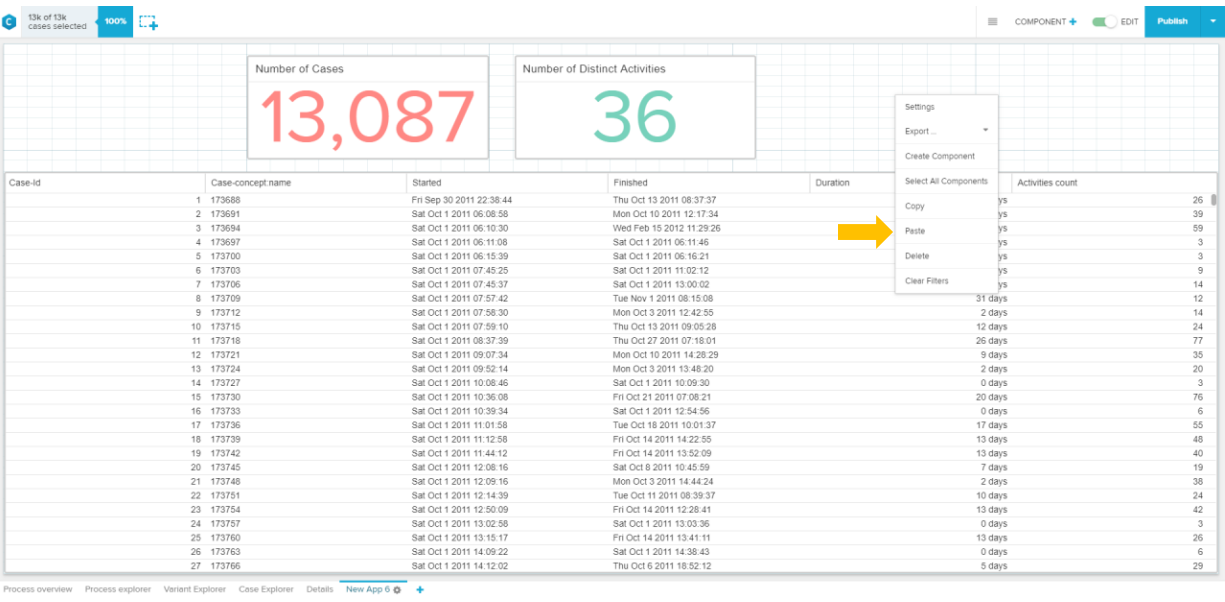 C
13k of 13k
cases selected
100%
COMPONENT +
EDIT
Publish
Number of Cases
13,087
Number of Distinct Activities
36
Settings
Export ...
Create Component
Select All Components
Copy
Paste
Delete
Clear Filters
Case-Id Case-concept:name Started Finished Duration Activities count
1 173688 Fri Sep 30 2011 22:38:44 Thu Oct 13 2011 08:37:37 ys 26
2 173691 Sat Oct 1 2011 06:08:58 Mon Oct 10 2011 12:17:34 ys 39
3 173694 Sat Oct 1 2011 06:10:30 Wed Feb 15 2012 11:29:26 ys 59
4 173697 Sat Oct 1 2011 06:11:08 Sat Oct 1 2011 06:11:46 ys 3
5 173700 Sat Oct 1 2011 06:15:39 Sat Oct 1 2011 06:16:21 ys 3
6 173703 Sat Oct 1 2011 07:45:25 Sat Oct 1 2011 11:02:12 ys 9
7 173706 Sat Oct 1 2011 07:45:37 Sat Oct 1 2011 13:00:02 ys 14
8 173709 Sat Oct 1 2011 07:57:42 Tue Nov 1 2011 08:15:08 31 days 12
9 173712 Sat Oct 1 2011 07:58:30 Mon Oct 3 2011 12:42:55 2 days 14
10 173715 Sat Oct 1 2011 07:59:10 Thu Oct 13 2011 09:05:28 12 days 24
11 173718 Sat Oct 1 2011 08:37:39 Thu Oct 27 2011 07:18:01 26 days 77
12 173721 Sat Oct 1 2011 09:07:34 Mon Oct 10 2011 14:28:29 9 days 35
13 173724 Sat Oct 1 2011 09:52:14 Mon Oct 3 2011 13:48:20 2 days 20
14 173727 Sat Oct 1 2011 10:08:46 Sat Oct 1 2011 10:09:30 0 days 3
15 173730 Sat Oct 1 2011 10:36:08 Fri Oct 21 2011 07:08:21 20 days 76
16 173733 Sat Oct 1 2011 10:39:34 Sat Oct 1 2011 12:54:56 0 days 6
17 173736 Sat Oct 1 2011 11:01:58 Tue Oct 18 2011 10:01:37 17 days 55
18 173739 Sat Oct 1 2011 11:12:58 Fri Oct 14 2011 14:22:55 13 days 48
19 173742 Sat Oct 1 2011 11:44:12 Fri Oct 14 2011 13:52:09 13 days 40
20 173745 Sat Oct 1 2011 12:08:16 Sat Oct 8 2011 10:45:59 7 days 19
21 173748 Sat Oct 1 2011 12:09:16 Mon Oct 3 2011 14:44:24 2 days 38
22 173751 Sat Oct 1 2011 12:14:39 Tue Oct 11 2011 08:39:37 10 days 24
23 173754 Sat Oct 1 2011 12:50:09 Fri Oct 14 2011 12:28:41 13 days 42
24 173757 Sat Oct 1 2011 13:02:58 Sat Oct 1 2011 13:03:36 0 days 3
25 173760 Sat Oct 1 2011 13:15:17 Fri Oct 14 2011 13:41:11 13 days 26
26 173763 Sat Oct 1 2011 14:09:22 Sat Oct 1 2011 14:38:43 0 days 6
27 173766 Sat Oct 1 2011 14:12:02 Thu Oct 6 2011 18:52:12 5 days 29
Process overview Process explorer Variant Explorer Case Explorer Details New App 6 +